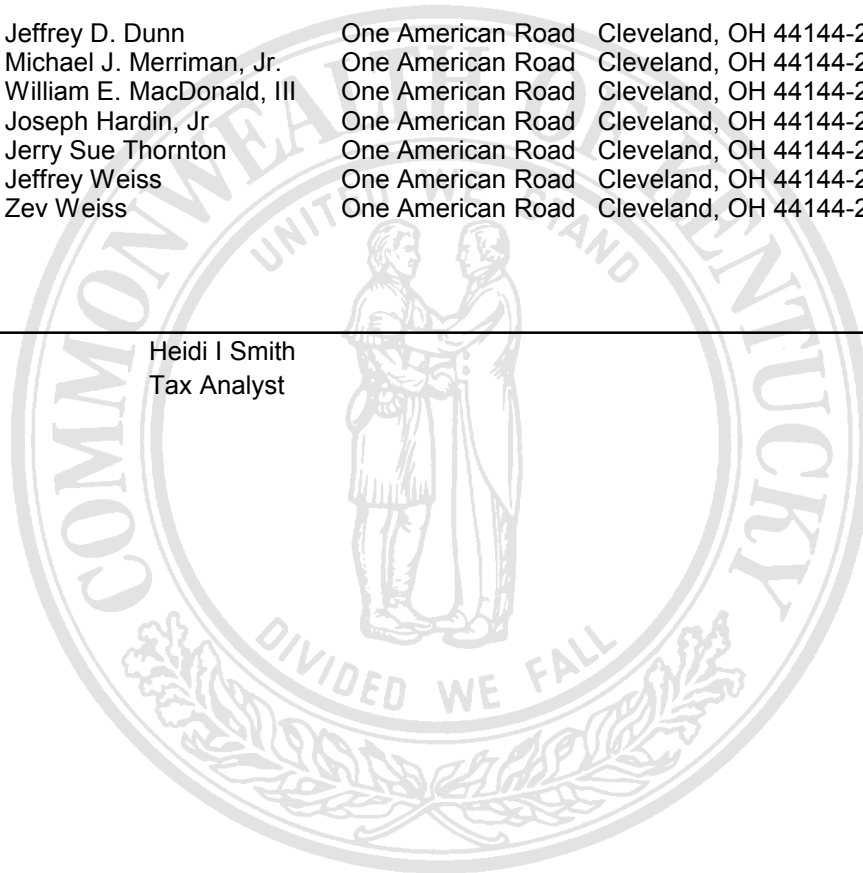 Jeffrey D. Dunn One American Road Cleveland, OH 44144-2
Michael J. Merriman, Jr. One American Road Cleveland, OH 44144-2
William E. MacDonald, III One American Road Cleveland, OH 44144-2
Joseph Hardin, Jr One American Road Cleveland, OH 44144-2
Jerry Sue Thornton One American Road Cleveland, OH 44144-2
Jeffrey Weiss One American Road Cleveland, OH 44144-2
Zev Weiss One American Road Cleveland, OH 44144-2
Heidi I Smith
Tax Analyst
COMMONWEALTH OF KENTUCKY
UNITED WE STAND
DIVIDED WE FALL